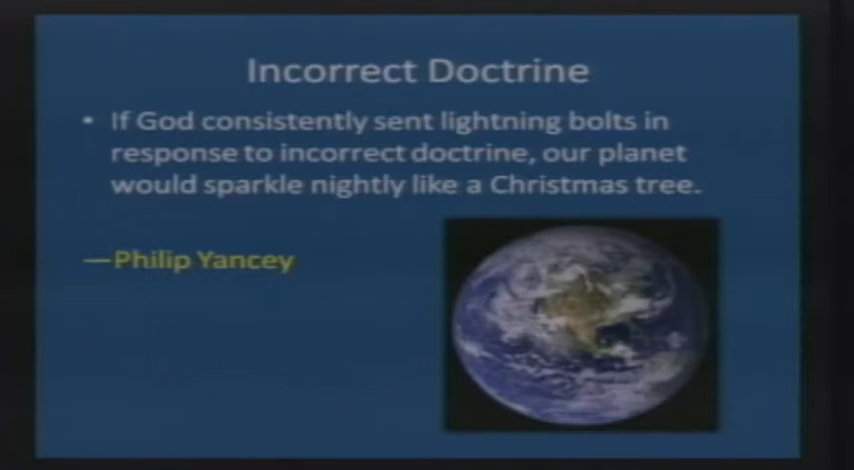 Incorrect Doctrine
• If God consistently sent lightning bolts in
response to incorrect doctrine, our planet
would sparkle nightly like a Christmas tree.
—Philip Yancey